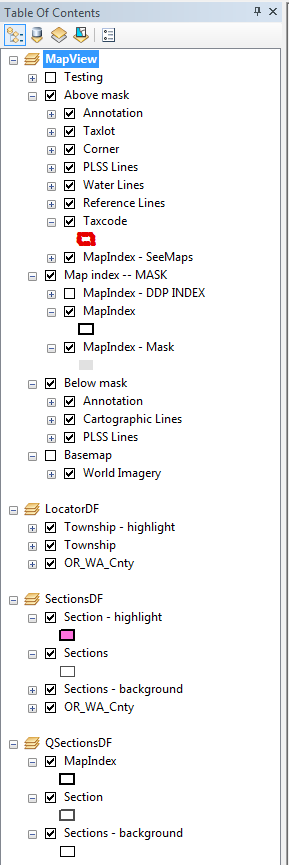 Table Of Contents
MapView
Testing
Above mask
Annotation
Taxlot
Corner
PLSS Lines
Water Lines
Reference Lines
Taxcode
MapIndex - SeeMaps
Map index -- MASK
MapIndex - DDP INDEX
MapIndex
MapIndex - Mask
Below mask
Annotation
Cartographic Lines
PLSS Lines
Basemap
World Imagery
LocatorDF
Township - highlight
Township
OR_WA_Cnty
SectionsDF
Section - highlight
Sections
Sections - background
OR_WA_Cnty
QSectionsDF
MapIndex
Section
Sections - background